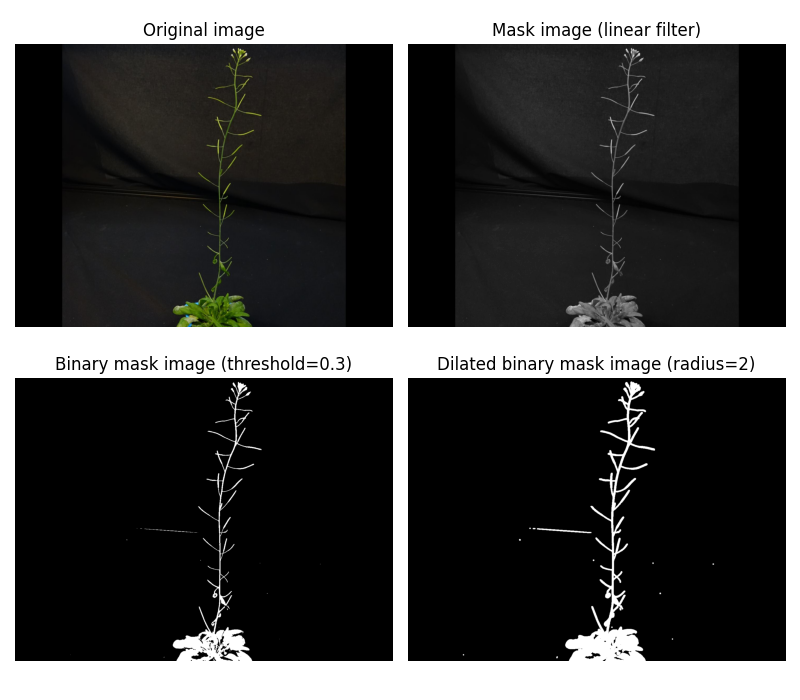 Original image
Mask image (linear filter)
Binary mask image (threshold=0.3)
Dilated binary mask image (radius=2)